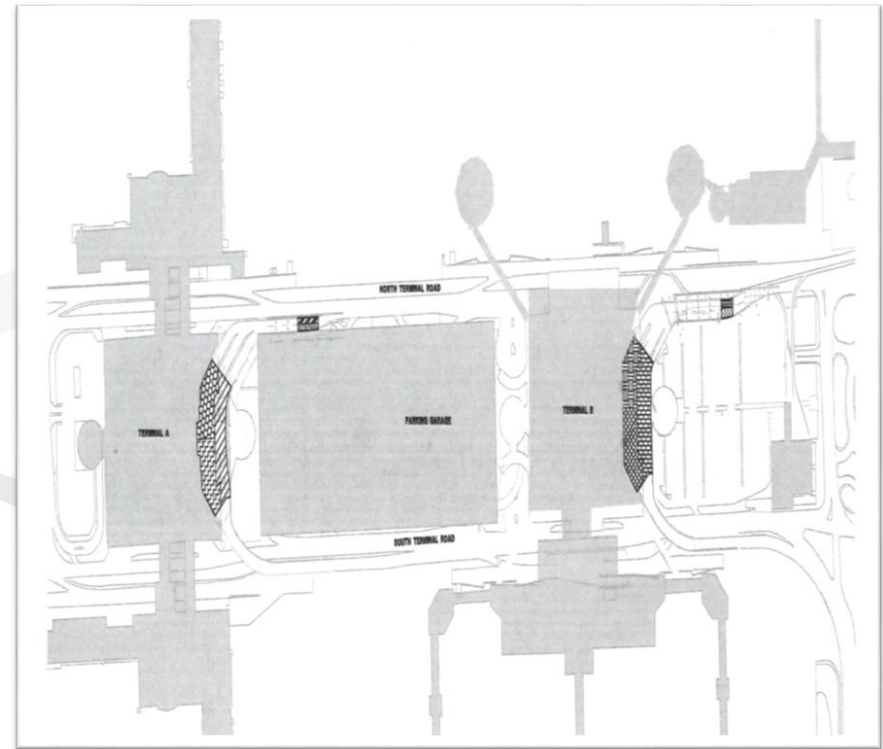 NORTH TERMINAL ROAD
TERMINAL A
PARKING GARAGE
TERMINAL B
SOUTH TERMINAL ROAD